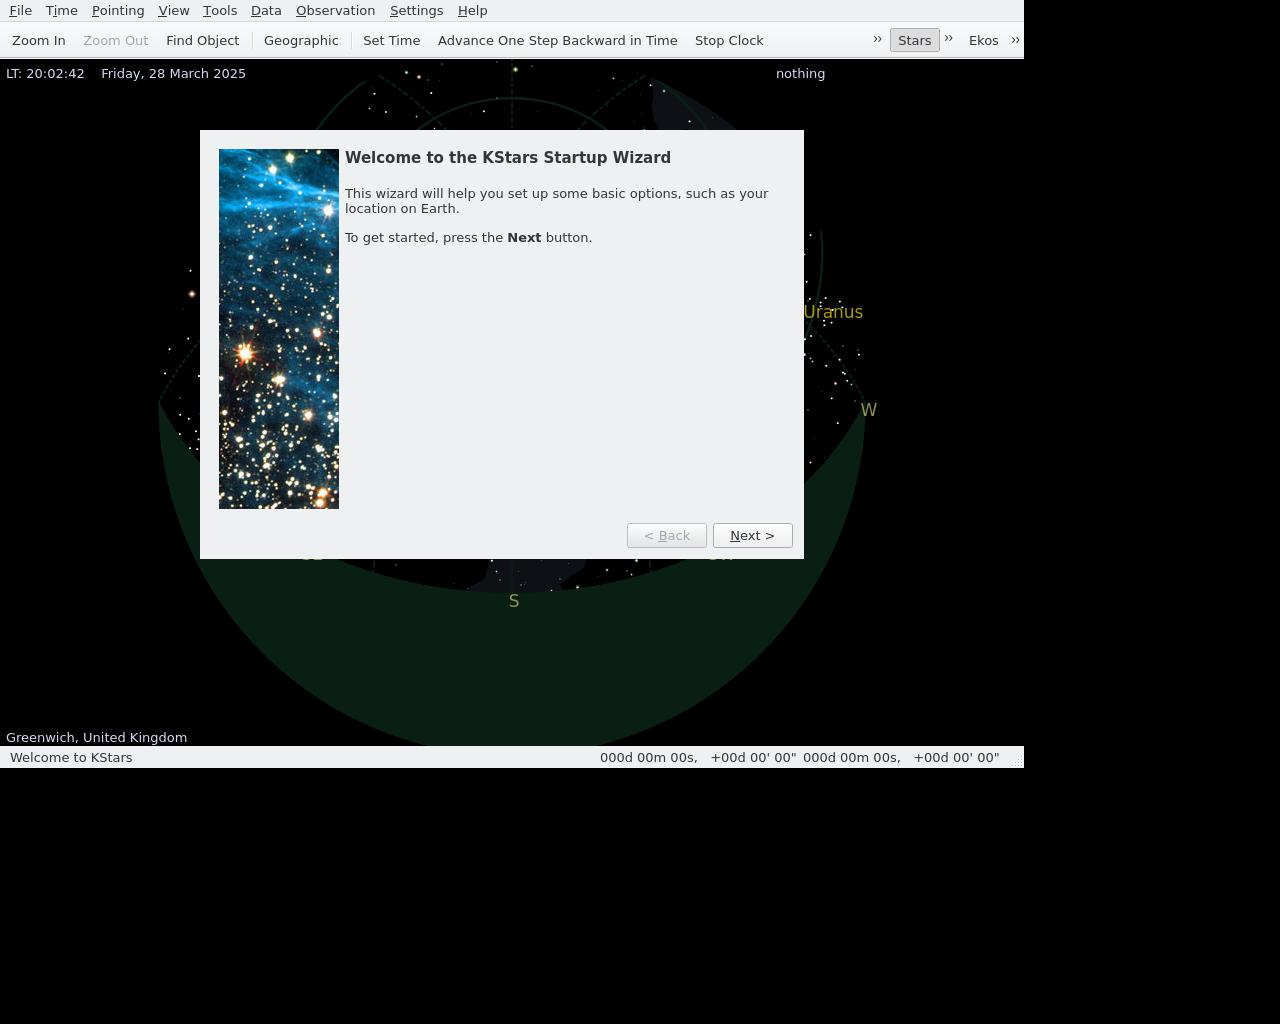 File Time Pointing View Tools Data Observation Settings Help
Zoom In Zoom Out Find Object Geographic Set Time Advance One Step Backward in Time Stop Clock ›› Stars ›› Ekos ››
LT: 20:02:42 Friday, 28 March 2025 nothing
Welcome to the KStars Startup Wizard
This wizard will help you set up some basic options, such as your
location on Earth.
To get started, press the Next button.
Uranus
W
< Back Next >
S
Greenwich, United Kingdom
Welcome to KStars 000d 00m 00s, +00d 00' 00" 000d 00m 00s, +00d 00' 00"